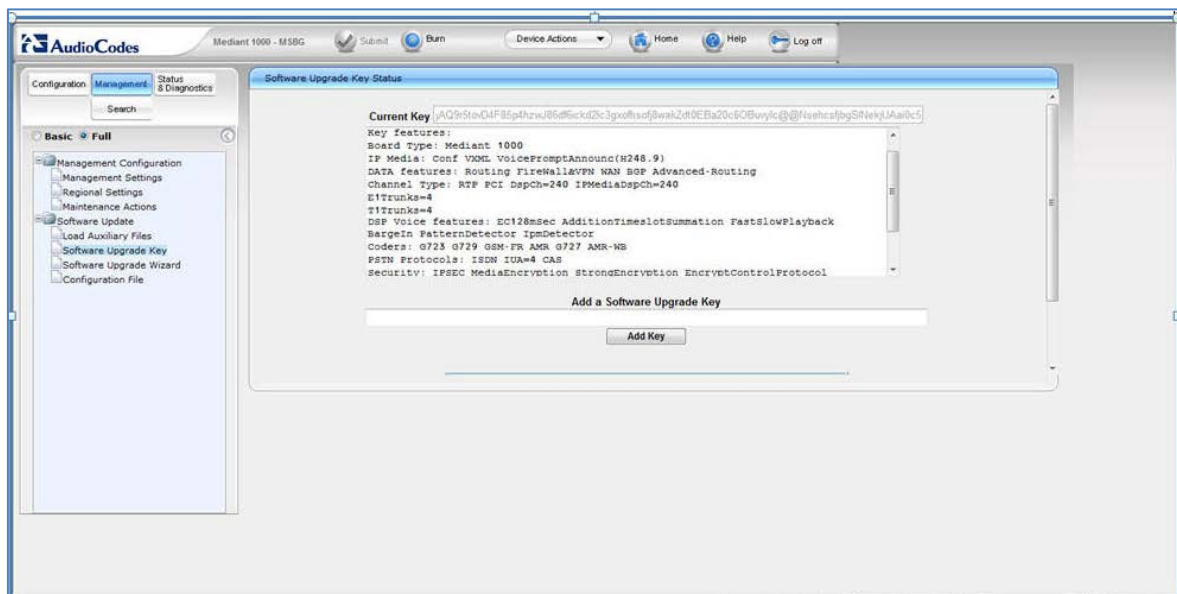 AudioCodes
Mediant 1000 - MSBG
Submit
Burn
Device Actions
Home
Help
Log off
Configuration
Management
Status & Diagnostics
Search
Basic
Full
Management Configuration
Management Settings
Regional Settings
Maintenance Actions
Software Update
Load Auxiliary Files
Software Upgrade Key
Software Upgrade Wizard
Configuration File
Software Upgrade Key Status
Current Key
Key features:
Board Type: Mediant 1000
IP Media: Conf VXML VoicePromptAnnounc(H248.9)
DATA features: Routing FireWall&VPN WAN BGP Advanced-Routing
Channel Type: RTP PCI DspCh=240 IPMediaDspCh=240
E1Trunks=4
T1Trunks=4
DSP Voice features: EC128mSec AdditionTimeslotSummation FastSlowPlayback
BargeIn PatternDetector IpmDetector
Coders: G723 G729 GSM-FR AMR G727 AMR-WB
PSTN Protocols: ISDN IUA=4 CAS
Security: IPSEC MediaEncryption StrongEncryption EncryptControlProtocol
Add a Software Upgrade Key
Add Key